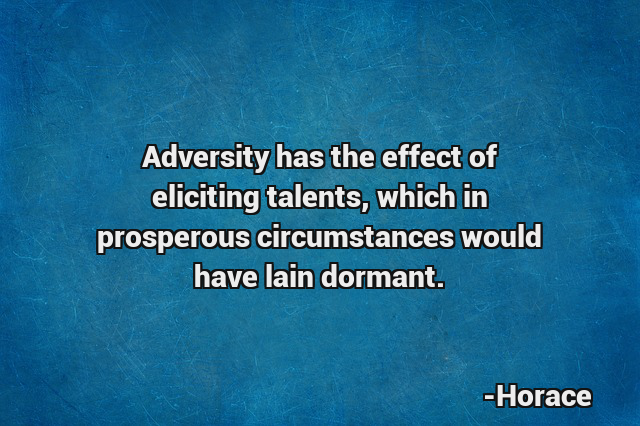 Adversity has the effect of
eliciting talents, which in
prosperous circumstances would
have lain dormant.
-Horace